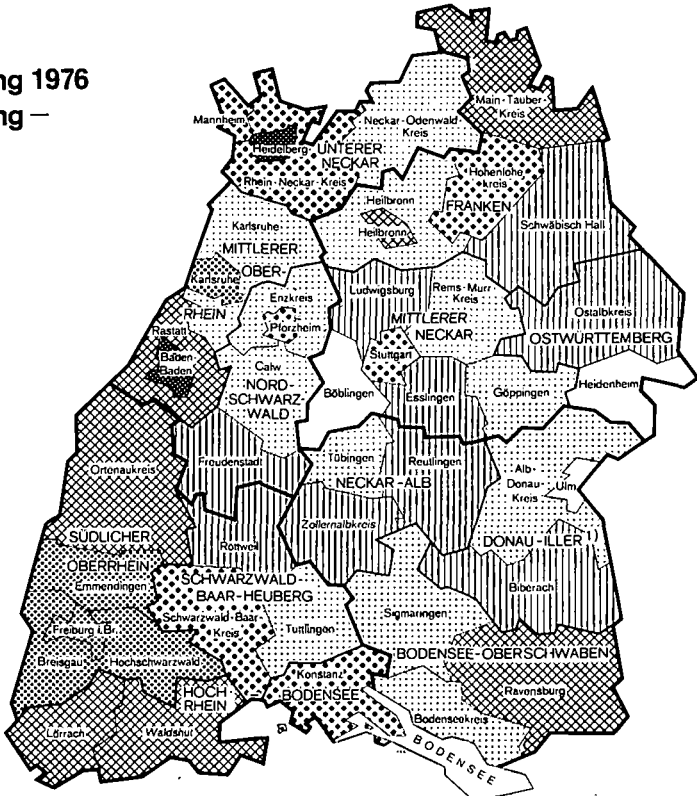 ng 1976
ng —
Main-Tauber-
Kreis
Mannheim
Neckar-Odenwald-
Kreis
Heidelberg
UNTERER
NECKAR
Rhein-Neckar-Kreis
Hohenlohe
kreis
FRANKEN
Heilbronn
Heilbronn
Schwäbisch Hall
Karlsruhe
MITTLERER
OBER-
Karlsruhe
RHEIN
Enzkreis
Pforzheim
Ludwigsburg
Rems-Murr-
Kreis
MITTLERER
NECKAR
Stuttgart
Ostalbkreis
OSTWÜRTTEMBERG
Rastatt
Baden-
Baden
Calw
NORD-
SCHWARZ-
WALD
Böblingen
Esslingen
Göppingen
Heidenheim
Ortenaukreis
Freudenstadt
Tübingen
Reutlingen
NECKAR-ALB
Alb-
Donau-
Kreis
Ulm
Zollernalbkreis
DONAU-ILLER 1)
SÜDLICHER
OBERRHEIN
Emmendingen
Rottweil
SCHWARZWALD-
BAAR-HEUBERG
Biberach
Freiburg i.B.
Schwarzwald-Baar-
Kreis
Tuttlingen
Sigmaringen
Breisgau
Hochschwarzwald
BODENSEE-OBERSCHWABEN
Konstanz
BODENSEE
HOCH-
RHEIN
Ravensburg
Lörrach
Waldshut
Bodenseekreis
BODENSEE